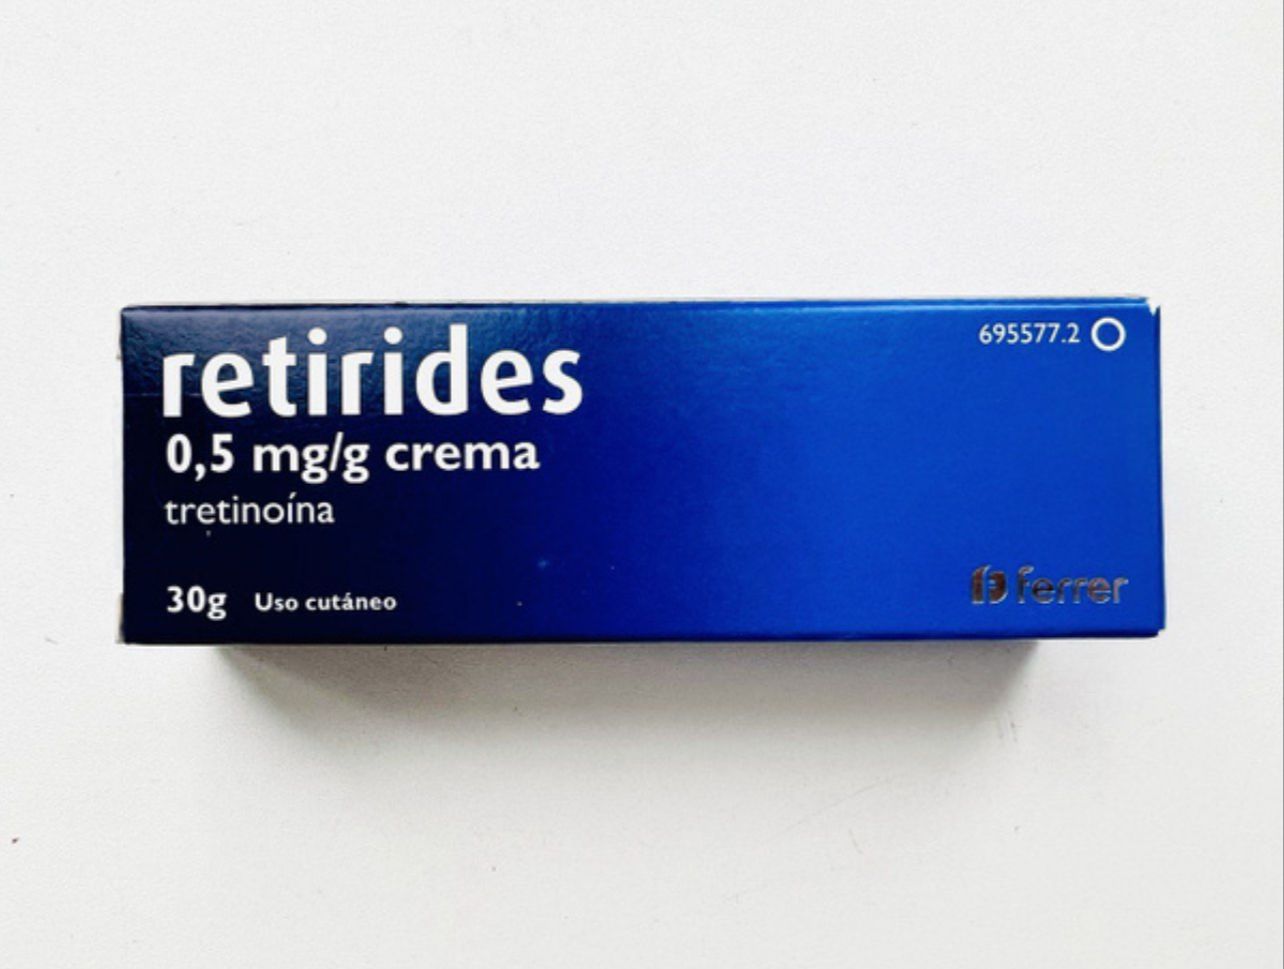 retirides
695577.2
0,5 mg/g crema
tretinoína
30g Uso cutáneo
ferrer